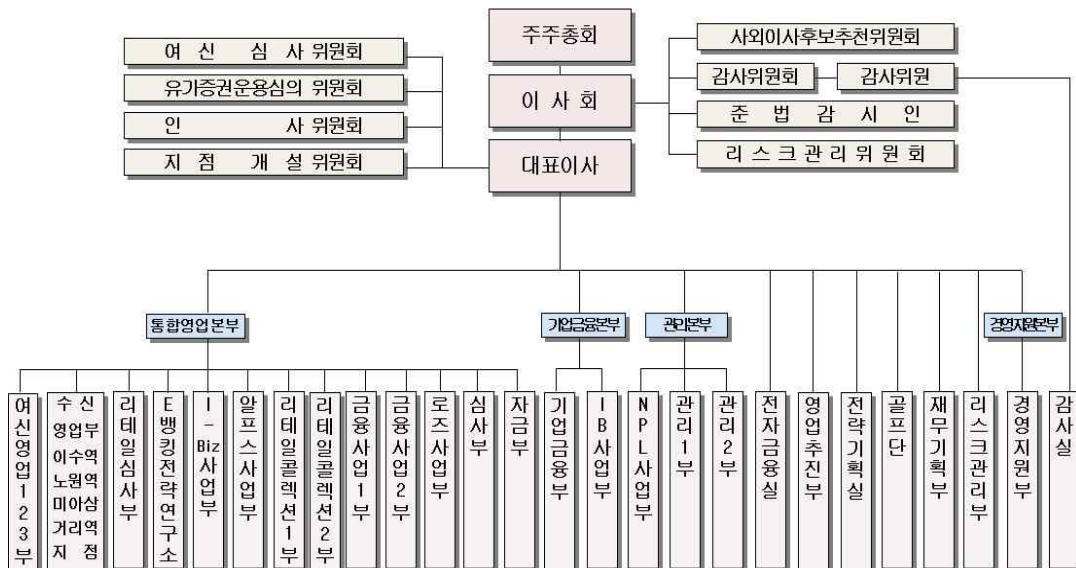 주주총회
이 사 회
대표이사
여 신 심 사 위원회
유가증권운용심의 위원회
인 사 위원회
지 점 개 설 위원회
사외이사후보추천위원회
감사위원회
감사위원
준 법 감 시 인
리 스 크 관 리 위 원 회
통합영업본부
기업금융본부
관리본부
경영지원본부
여신영업123부
수 신
영업부
이수역
노원역
미아삼
거리역
지 점
리테일심사부
E뱅킹전략연구소
I-Biz사업부
알프스사업부
리테일콜렉션1부
리테일콜렉션2부
금융사업1부
금융사업2부
로즈사업부
심사부
자금부
기업금융부
IB사업부
NPL사업부
관리1부
관리2부
전자금융실
영업추진부
전략기획실
골프단
재무기획부
리스크관리부
경영지원부
감사실